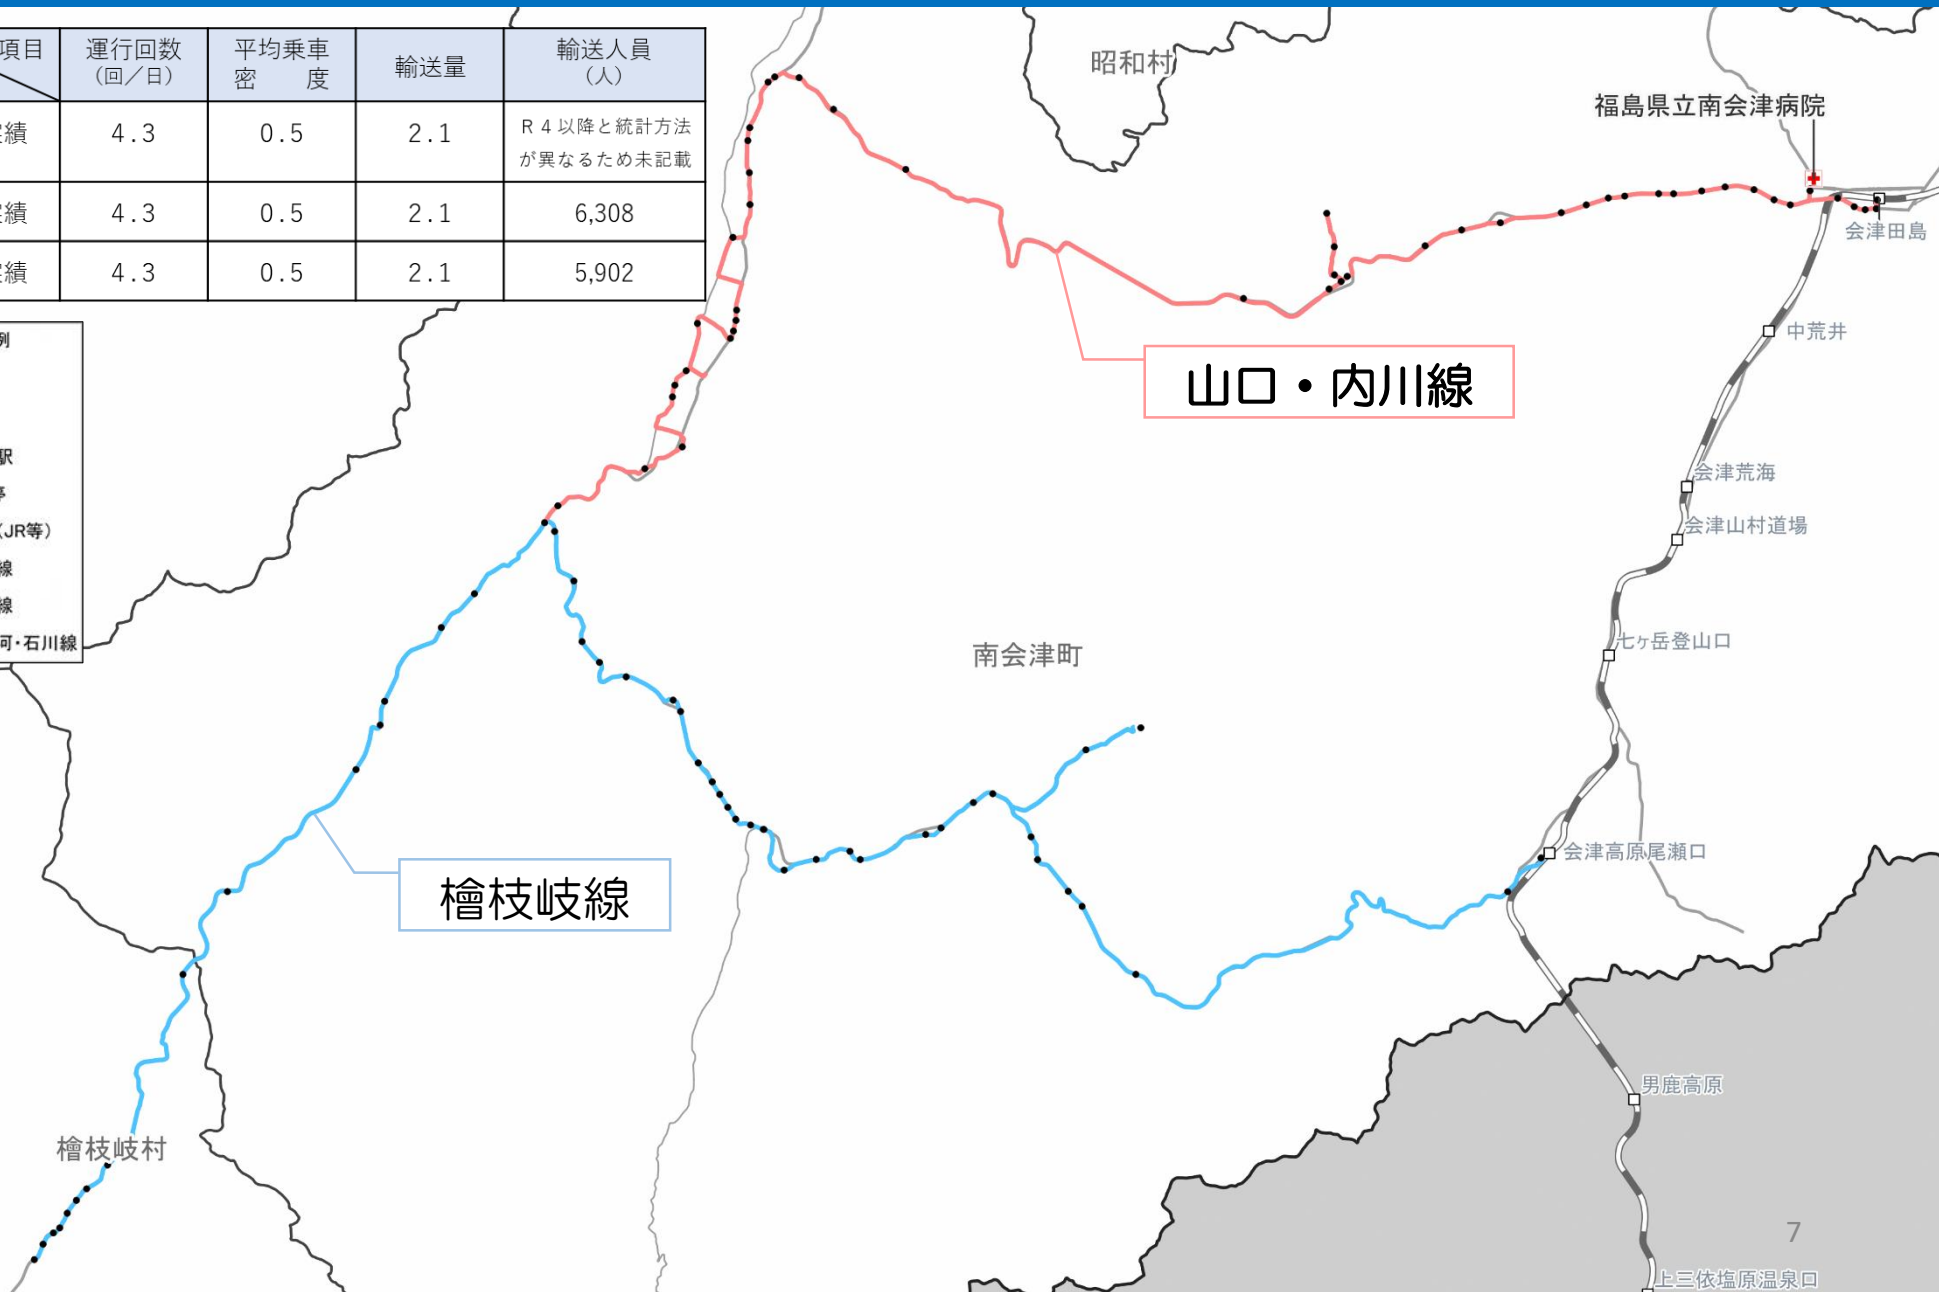 項目
運行回数
（回／日）
平均乗車
密　度
輸送量
輸送人員
（人）
実績
4.3
0.5
2.1
Ｒ４以降と統計方法
が異なるため未記載
実績
4.3
0.5
2.1
6,308
実績
4.3
0.5
2.1
5,902
例
駅
(JR等)
線
線
可・石川線
昭和村
福島県立南会津病院
会津田島
中荒井
山口・内川線
会津荒海
会津山村道場
南会津町
七ヶ岳登山口
会津高原尾瀬口
檜枝岐線
男鹿高原
檜枝岐村
7
上三依塩原温泉口